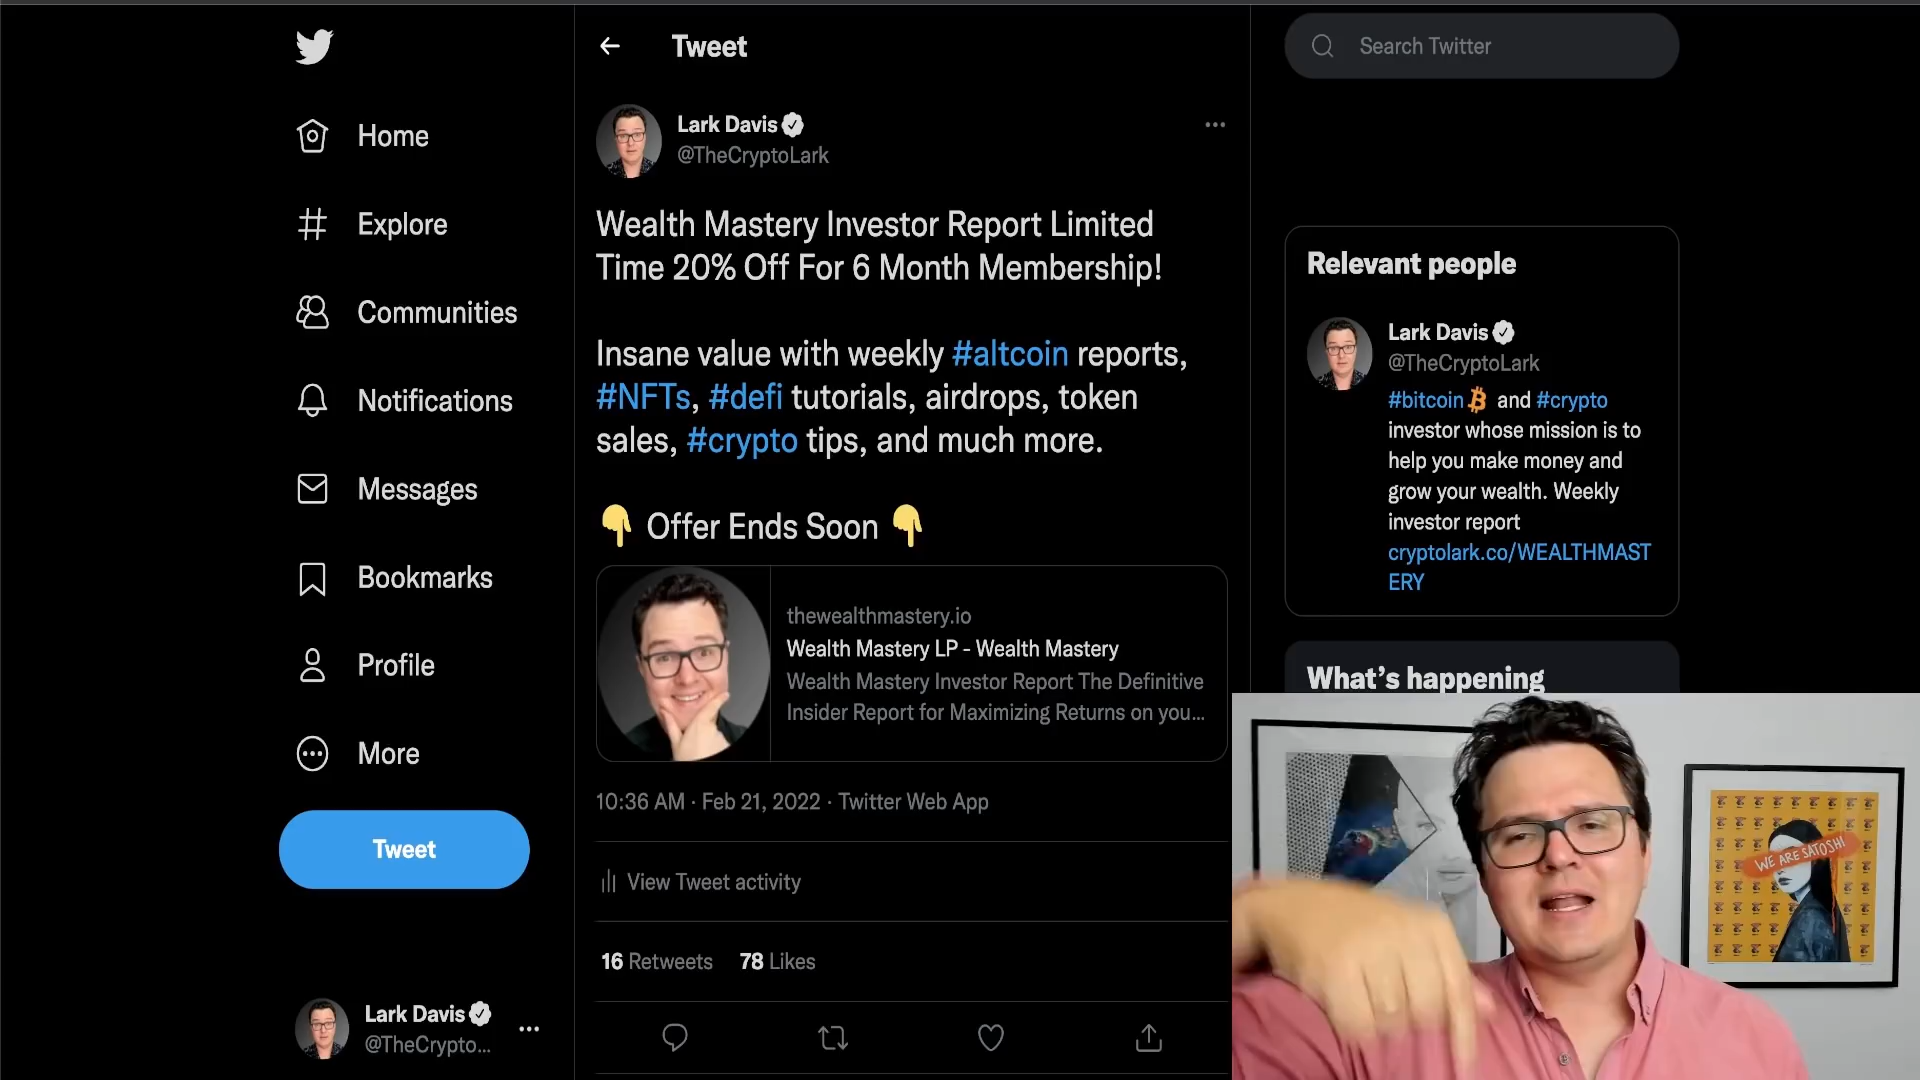 Home
Explore
Communities
Notifications
Messages
Bookmarks
Profile
More
Tweet
Lark Davis
@TheCrypto...
Tweet
Lark Davis
@TheCryptoLark
Wealth Mastery Investor Report Limited
Time 20% Off For 6 Month Membership!
Insane value with weekly #altcoin reports,
#NFTs, #defi tutorials, airdrops, token
sales, #crypto tips, and much more.
👇 Offer Ends Soon 👇
thewealthmastery.io
Wealth Mastery LP - Wealth Mastery
Wealth Mastery Investor Report The Definitive
Insider Report for Maximizing Returns on you...
10:36 AM · Feb 21, 2022 · Twitter Web App
View Tweet activity
16 Retweets 78 Likes
Search Twitter
Relevant people
Lark Davis
@TheCryptoLark
#bitcoin and #crypto
investor whose mission is to
help you make money and
grow your wealth. Weekly
investor report
cryptolark.co/WEALTHMAST
ERY
What's happening
WE ARE SATOSHI